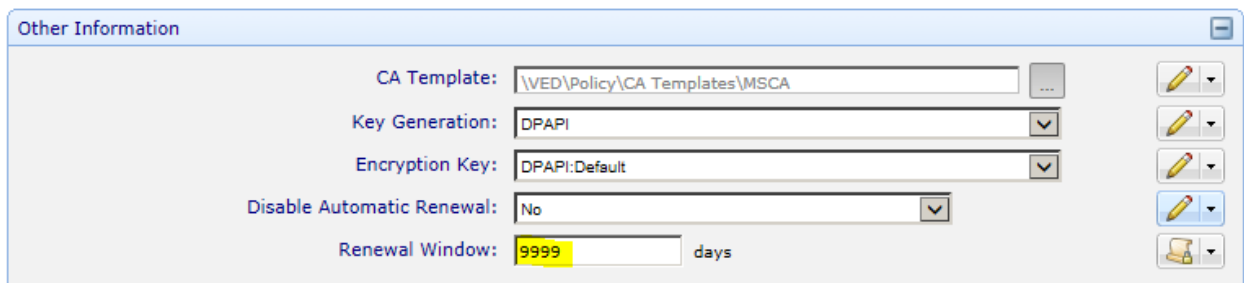 Other Information
CA Template: \VED\Policy\CA Templates\MSCA ...
Key Generation: DPAPI
Encryption Key: DPAPI:Default
Disable Automatic Renewal: No
Renewal Window: 9999 days